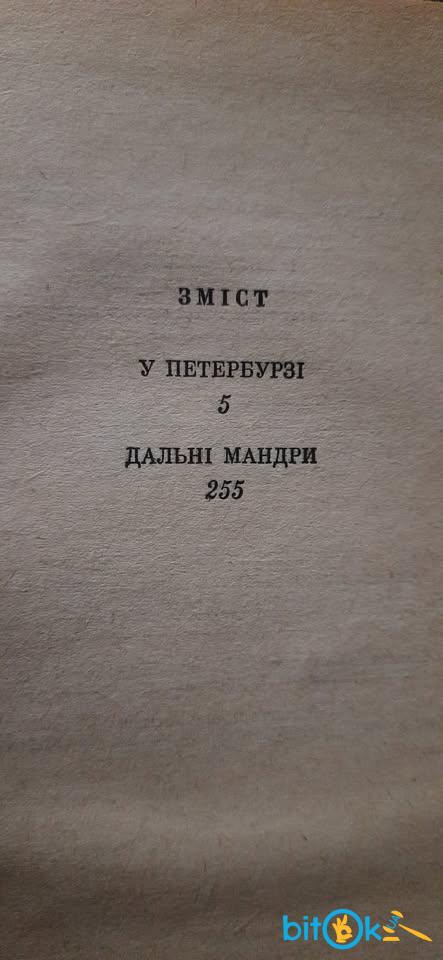 ЗМІСТ
У ПЕТЕРБУРЗІ
5
ДАЛЬНІ МАНДРИ
255
bitOk